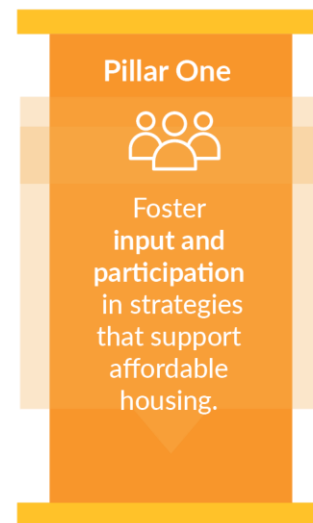 Pillar One
Foster
input and
participation
in strategies
that support
affordable
housing.